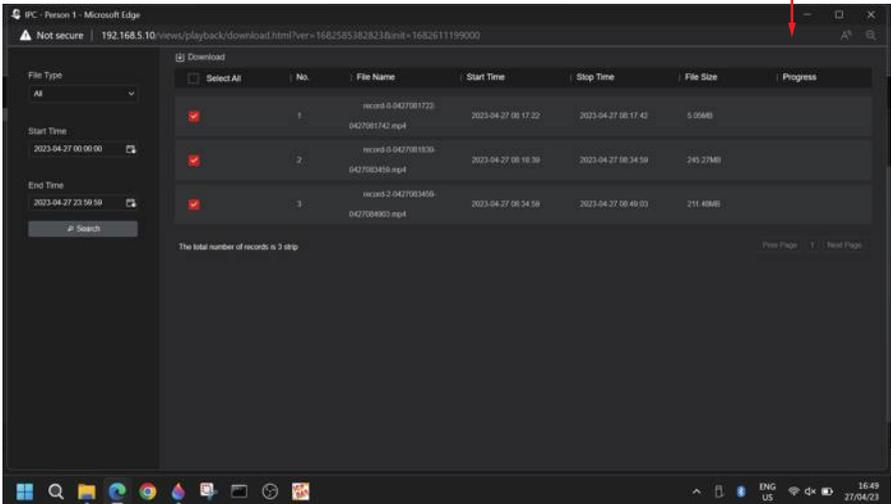 IPC - Person 1 - Microsoft Edge
Not secure | 192.168.5.10/views/playback/download.html?ver=1682585382823&init=1682611199000
Download
File Type
All
Start Time
2023-04-27 00:00:00
End Time
2023-04-27 23:59:59
Search
Select All No. File Name Start Time Stop Time File Size Progress
1 record-0-0427081722- 2023-04-27 08:17:22 2023-04-27 08:17:42 5.05MB
0427081742.mp4
2 record-0-0427081839- 2023-04-27 08:18:39 2023-04-27 08:34:59 245.27MB
0427083459.mp4
3 record-2-0427083459- 2023-04-27 08:34:59 2023-04-27 08:49:03 211.48MB
0427084903.mp4
The total number of records is 3 strip
Prev Page 1 Next Page
ENG
US
16:49
27/04/23